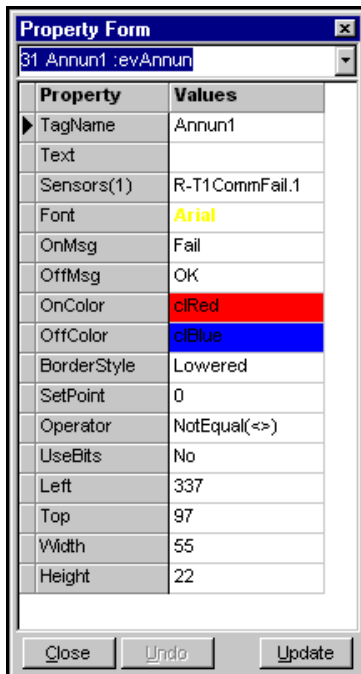 Property Form
31 Annun1 :evAnnun
Property Values
TagName Annun1
Text
Sensors(1) R-T1CommFail.1
Font Arial
OnMsg Fail
OffMsg OK
OnColor clRed
OffColor clBlue
BorderStyle Lowered
SetPoint 0
Operator NotEqual(<>)
UseBits No
Left 337
Top 97
Width 55
Height 22
Close Undo Update